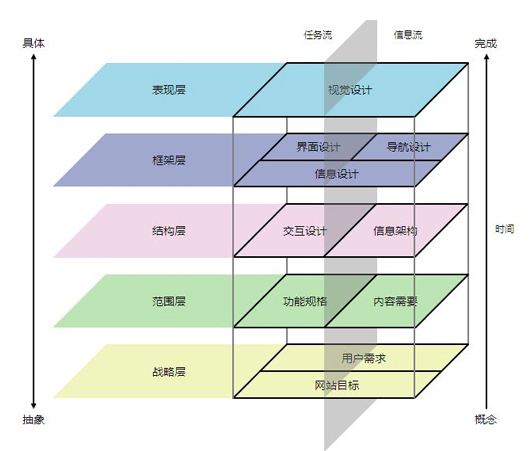 任务流
信息流
具体
完成
表现层
视觉设计
框架层
界面设计
导航设计
信息设计
结构层
交互设计
信息架构
时间
范围层
功能规格
内容需要
战略层
用户需求
网站目标
抽象
概念